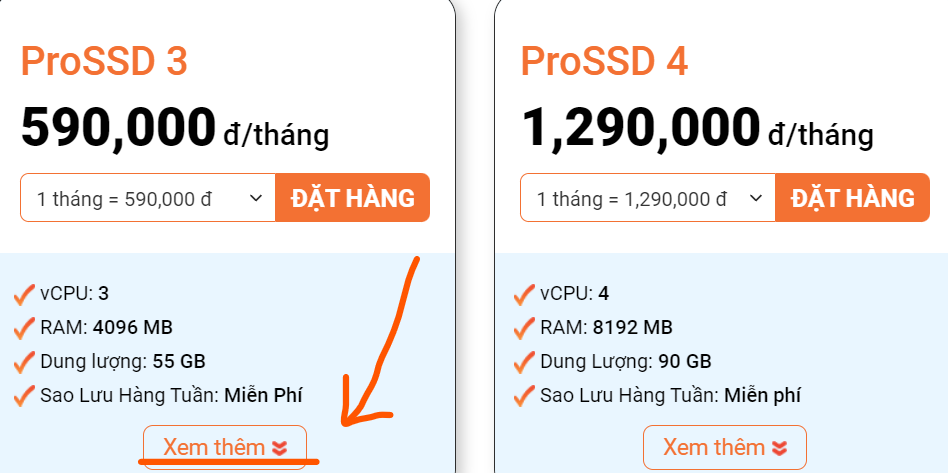 ProSSD 3
590,000 đ/tháng
1 tháng = 590,000 đ
ĐẶT HÀNG
vCPU: 3
RAM: 4096 MB
Dung lượng: 55 GB
Sao Lưu Hàng Tuần: Miễn Phí
Xem thêm
ProSSD 4
1,290,000 đ/tháng
1 tháng = 1,290,000 đ
ĐẶT HÀNG
vCPU: 4
RAM: 8192 MB
Dung Lượng: 90 GB
Sao Lưu Hàng Tuần: Miễn phí
Xem thêm